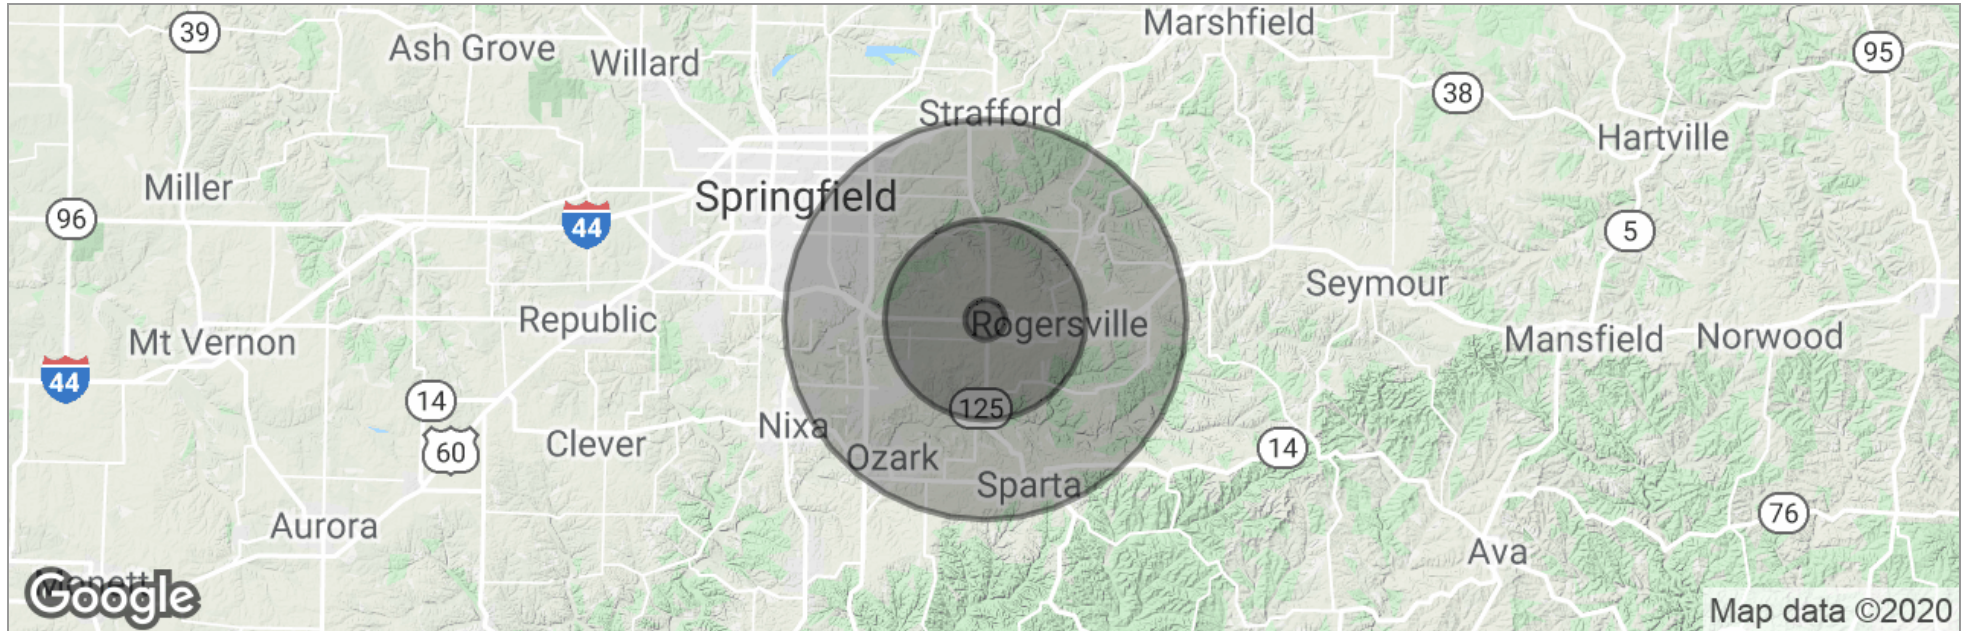 Marshfield
39
Ash Grove
Willard
95
38
Strafford
Hartville
Miller
Springfield
96
44
5
Seymour
Republic
Rogersville
Mt Vernon
Mansfield
Norwood
44
14
125
Nixa
Clever
60
Ozark
14
Sparta
76
Aurora
Ava
Monett
Google
Map data ©2020